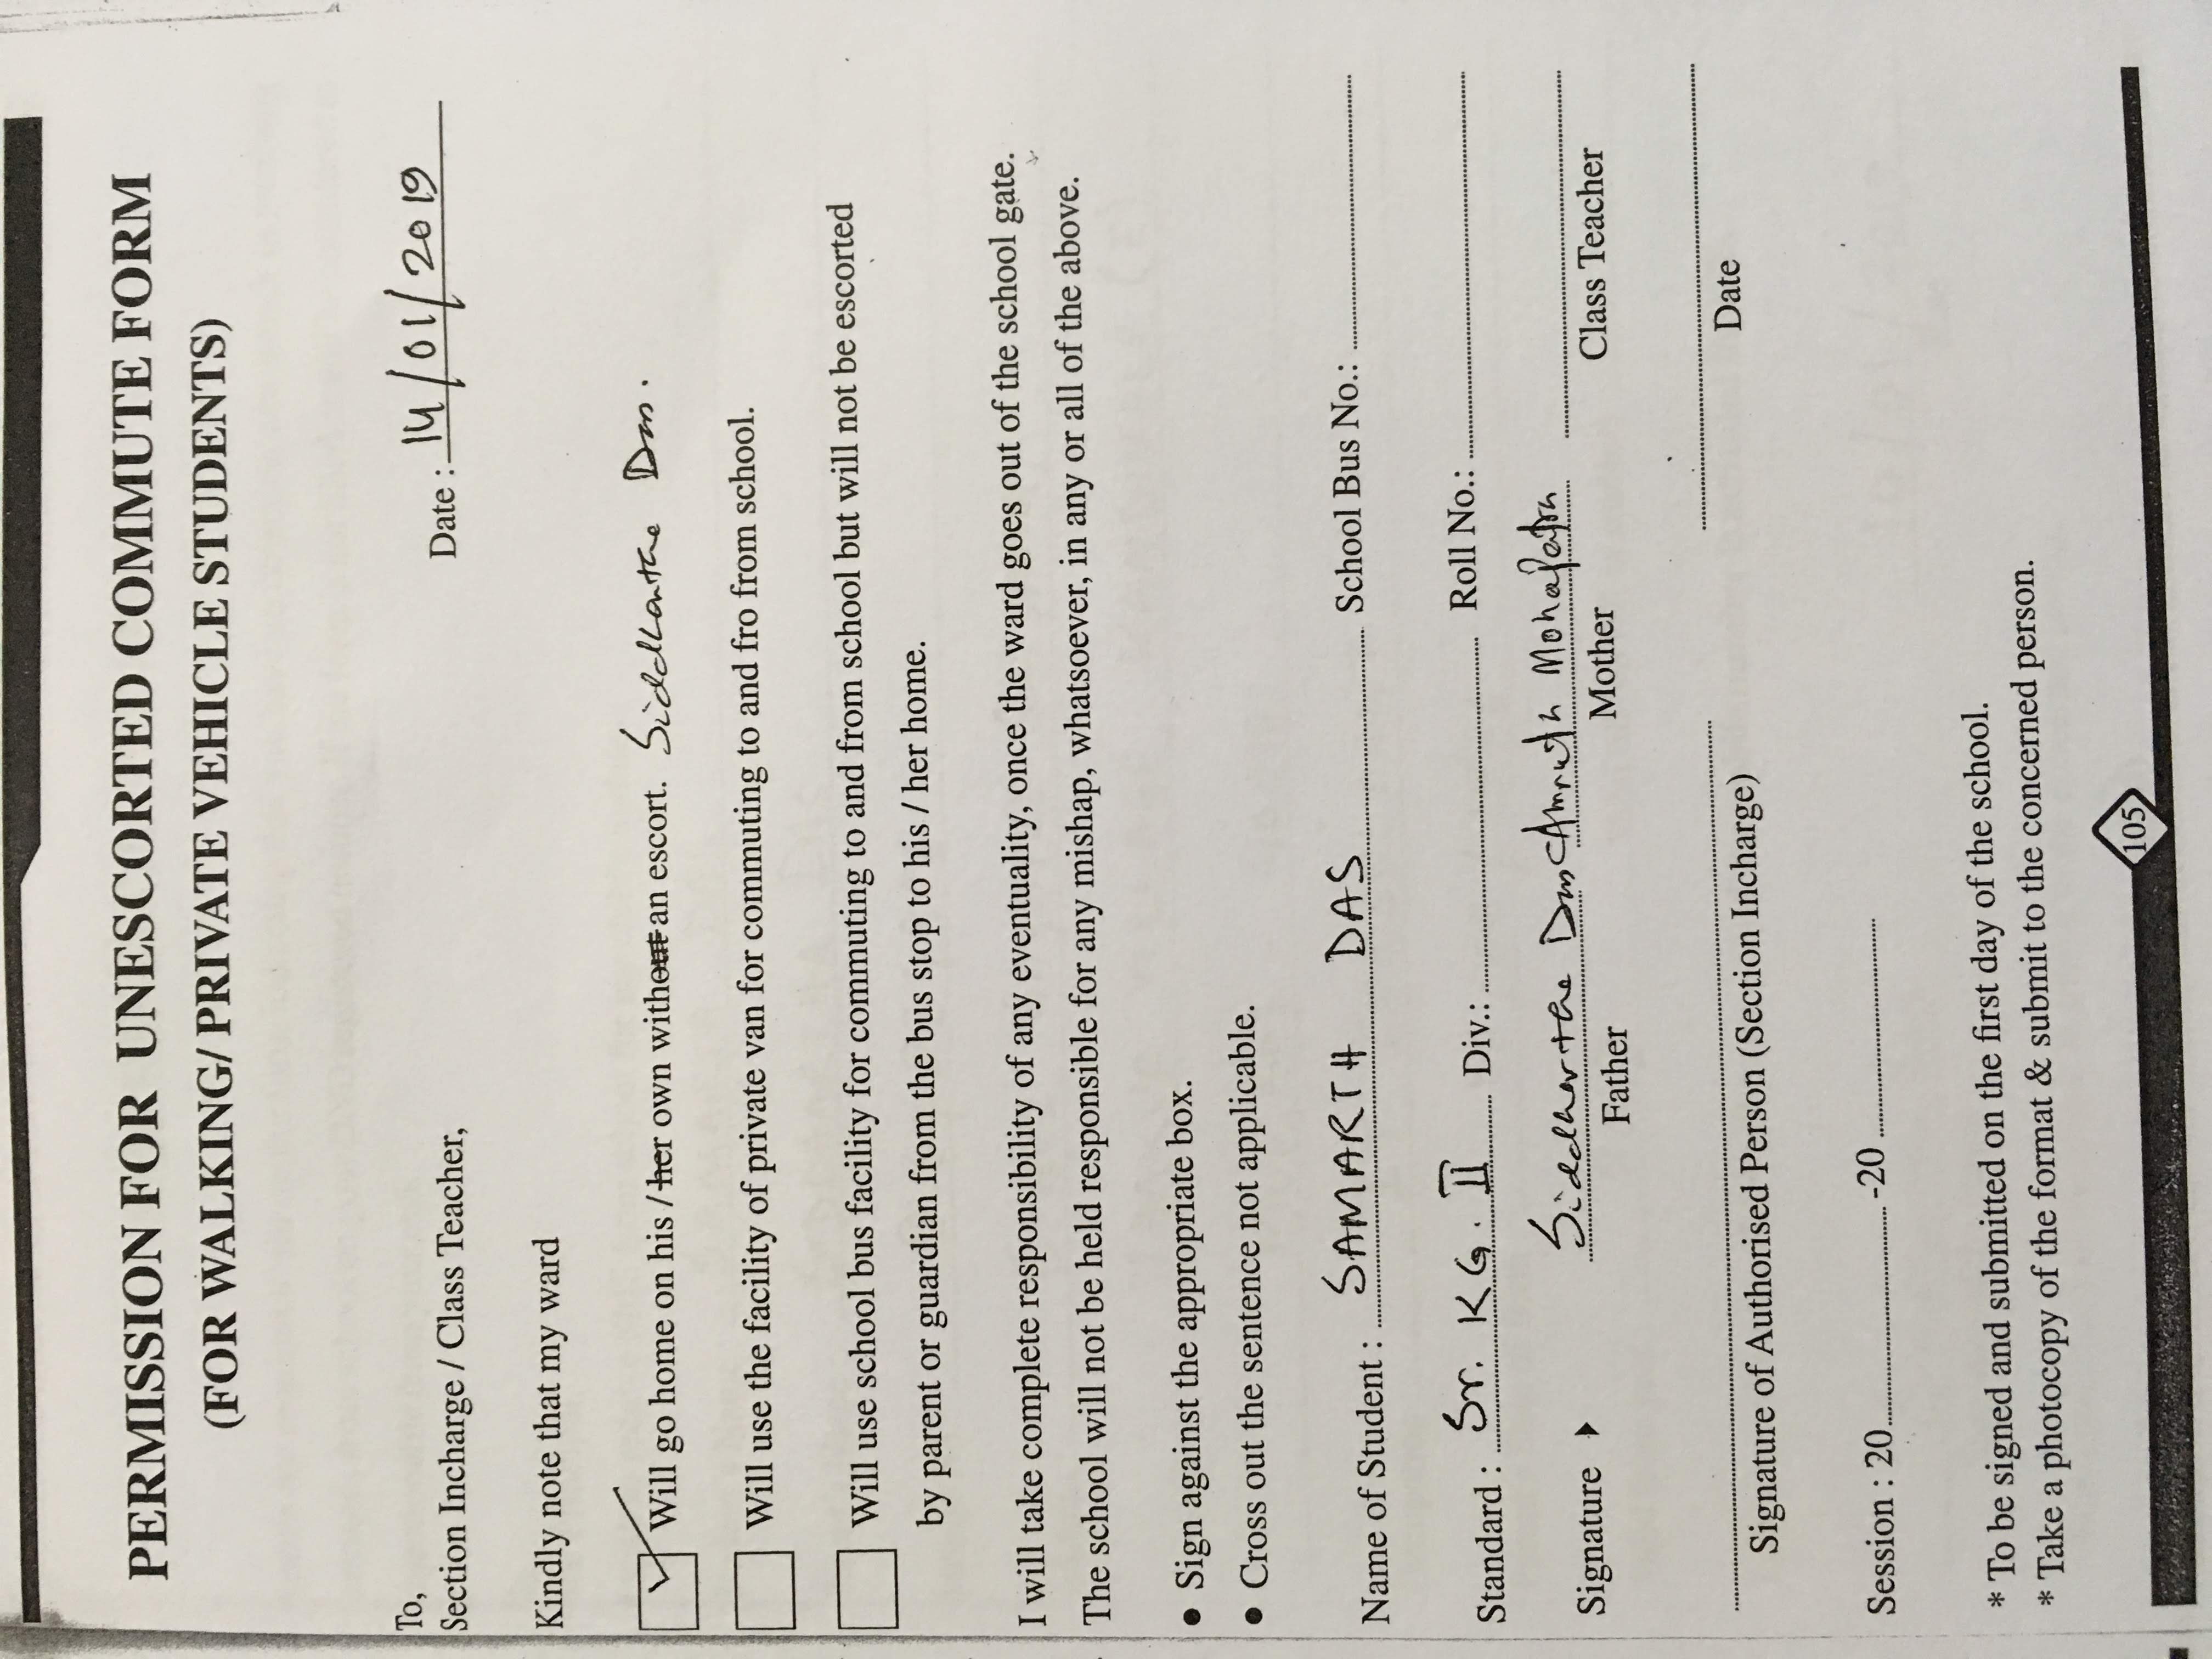 PERMISSION FOR UNESCORTED COMMUTE FORM
(FOR WALKING/ PRIVATE VEHICLE STUDENTS)
To,
Section Incharge / Class Teacher,
Date : 14/01/2019
Kindly note that my ward
Will go home on his / her own without an escort. Siddhartha Das.
Will use the facility of private van for commuting to and fro from school.
Will use school bus facility for commuting to and from school but will not be escorted
by parent or guardian from the bus stop to his / her home.
I will take complete responsibility of any eventuality, once the ward goes out of the school gate.
The school will not be held responsible for any mishap, whatsoever, in any or all of the above.
• Sign against the appropriate box.
• Cross out the sentence not applicable.
Name of Student : SAMARTH DAS School Bus No.:
Standard : Sr. KG. II Div.: Roll No.:
Signature Siddhartha Das Mohapatra
Father Mother Class Teacher
Signature of Authorised Person (Section Incharge) Date
Session : 20 -20
* To be signed and submitted on the first day of the school.
* Take a photocopy of the format & submit to the concerned person.
105